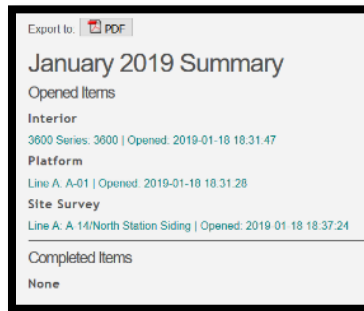 Export to: PDF
January 2019 Summary
Opened Items
Interior
3600 Series: 3600 | Opened: 2019-01-18 18:31:47
Platform
Line A: A-01 | Opened: 2019-01-18 18:31:28
Site Survey
Line A: A 14/North Station Siding | Opened: 2019-01-18 18:37:24
Completed Items
None